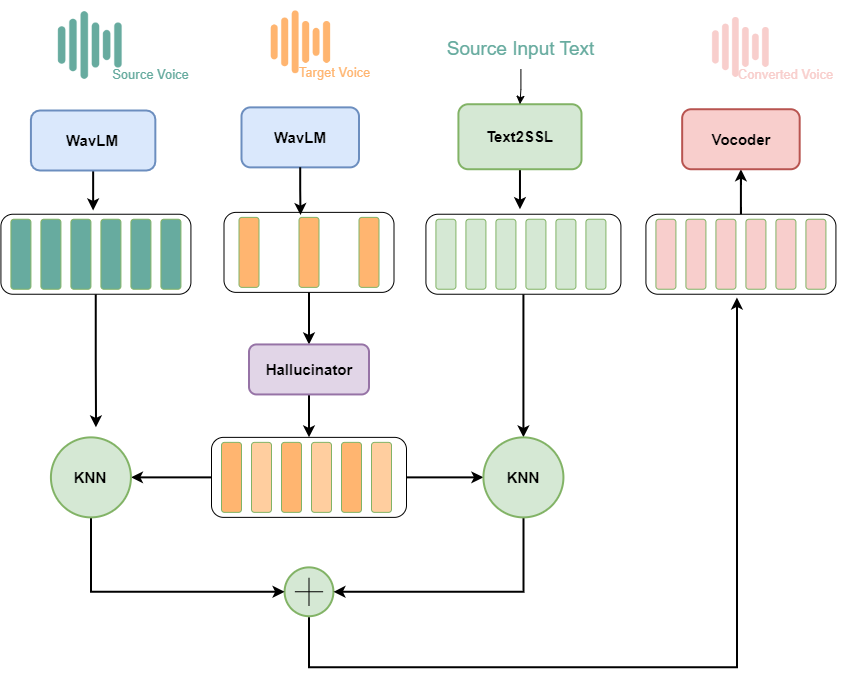 Source Voice
Target Voice
Source Input Text
Converted Voice
WavLM
WavLM
Text2SSL
Vocoder
Hallucinator
KNN
KNN